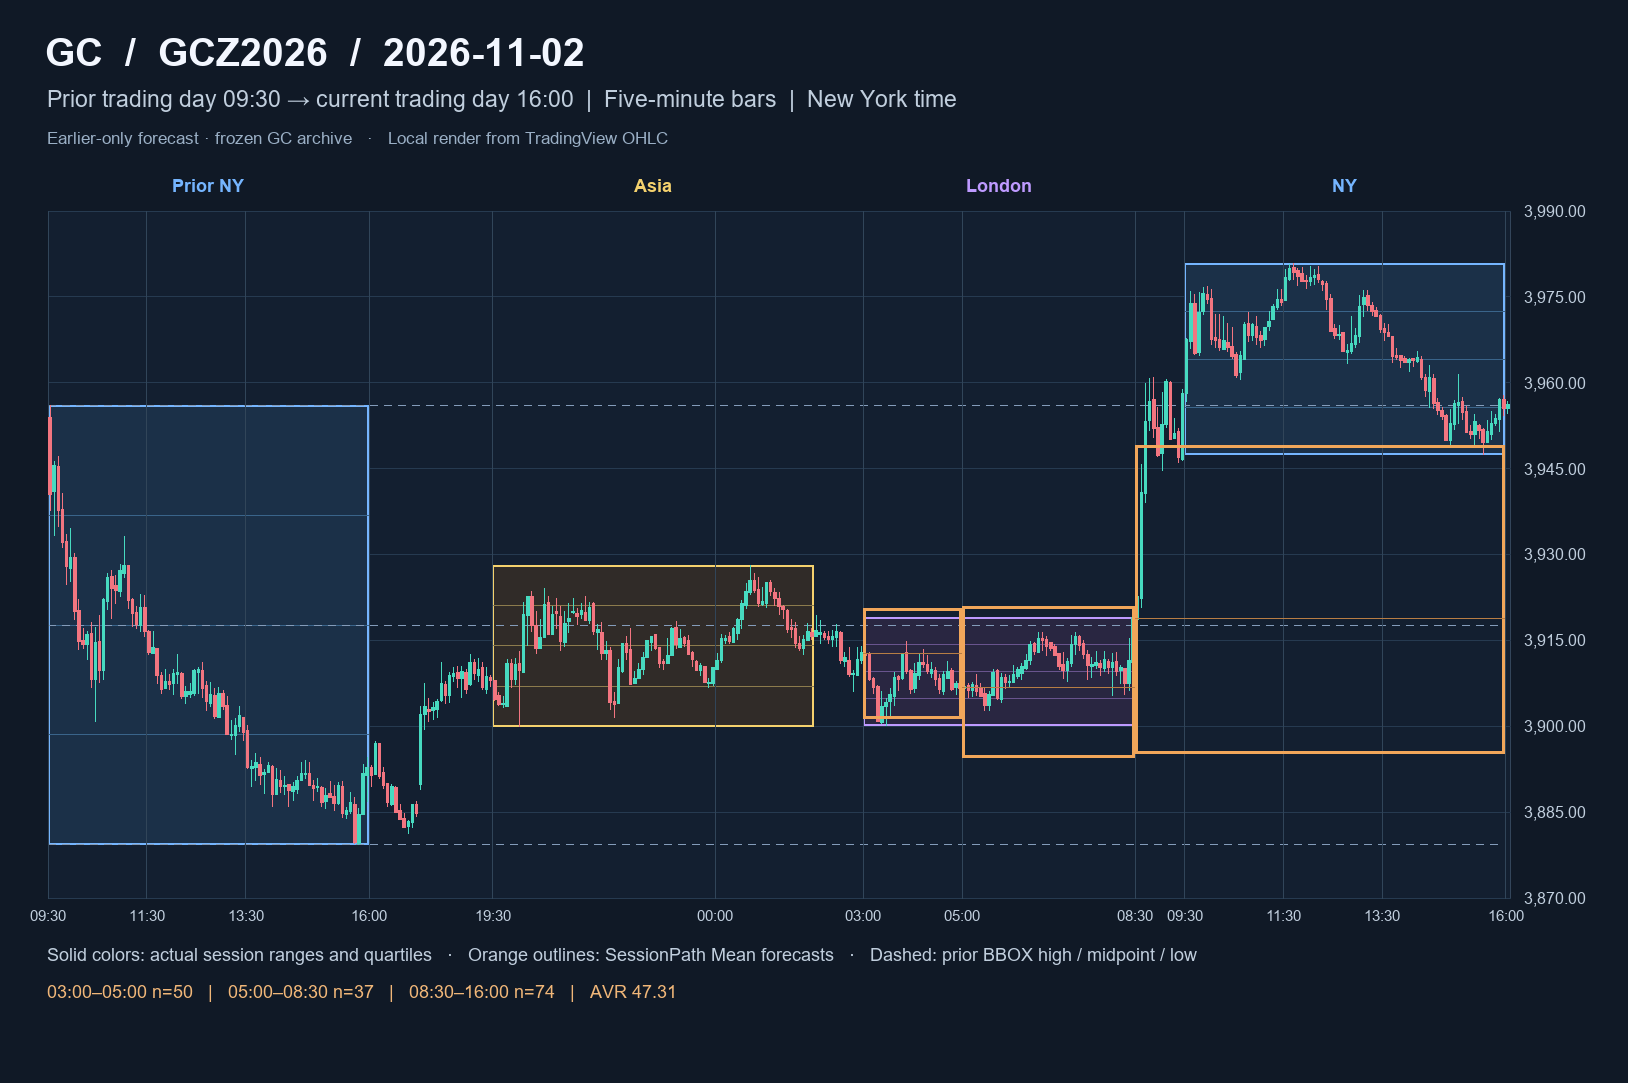 GC / GCZ2026 / 2026-11-02
Prior trading day 09:30 → current trading day 16:00 | Five-minute bars | New York time
Earlier-only forecast · frozen GC archive · Local render from TradingView OHLC
Prior NY Asia London NY
3,990.00
3,975.00
3,960.00
3,945.00
3,930.00
3,915.00
3,900.00
3,885.00
3,870.00
09:30 11:30 13:30 16:00 19:30 00:00 03:00 05:00 08:30 09:30 11:30 13:30 16:00
Solid colors: actual session ranges and quartiles · Orange outlines: SessionPath Mean forecasts · Dashed: prior BBOX high / midpoint / low
03:00–05:00 n=50 | 05:00–08:30 n=37 | 08:30–16:00 n=74 | AVR 47.31